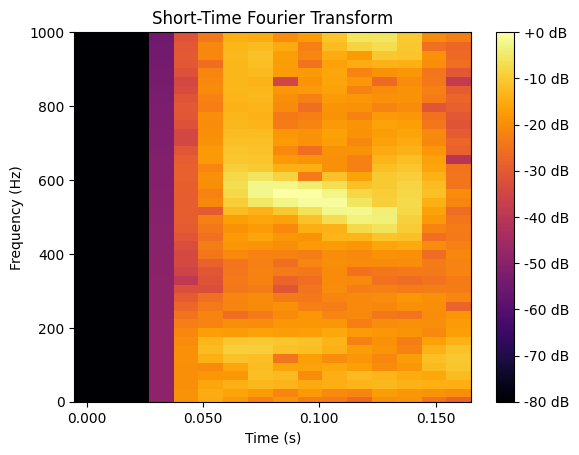 Short-Time Fourier Transform
1000
800
600
400
200
0
Frequency (Hz)
0.000
0.050
0.100
0.150
Time (s)
+0 dB
-10 dB
-20 dB
-30 dB
-40 dB
-50 dB
-60 dB
-70 dB
-80 dB